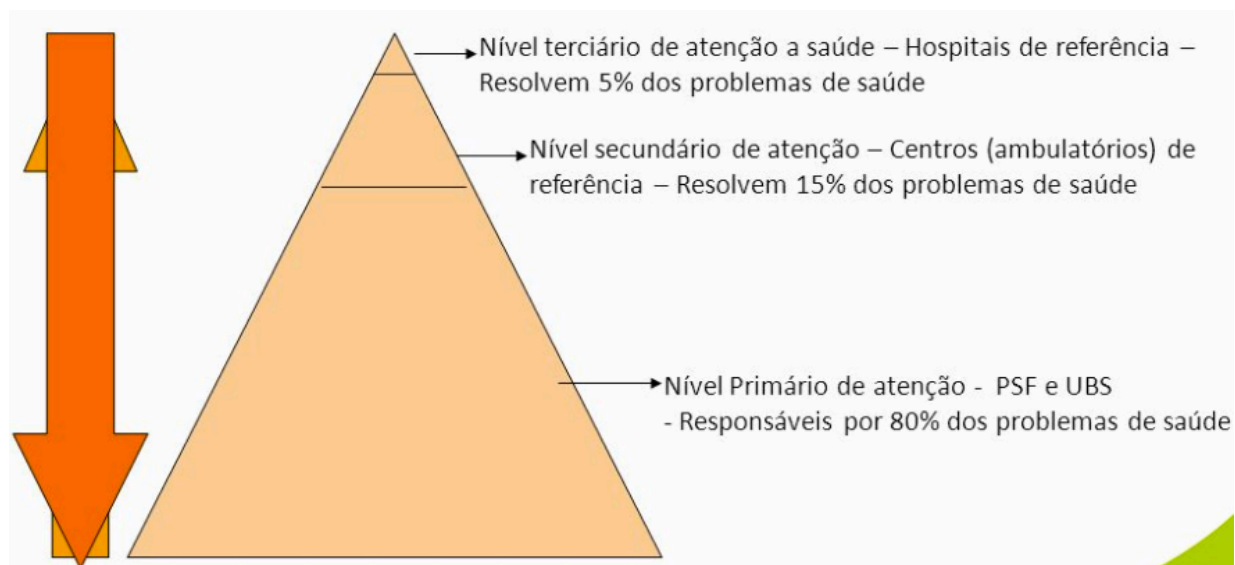 Nível terciário de atenção a saúde – Hospitais de referência –
Resolvem 5% dos problemas de saúde
Nível secundário de atenção – Centros (ambulatórios) de
referência – Resolvem 15% dos problemas de saúde
Nível Primário de atenção - PSF e UBS
- Responsáveis por 80% dos problemas de saúde